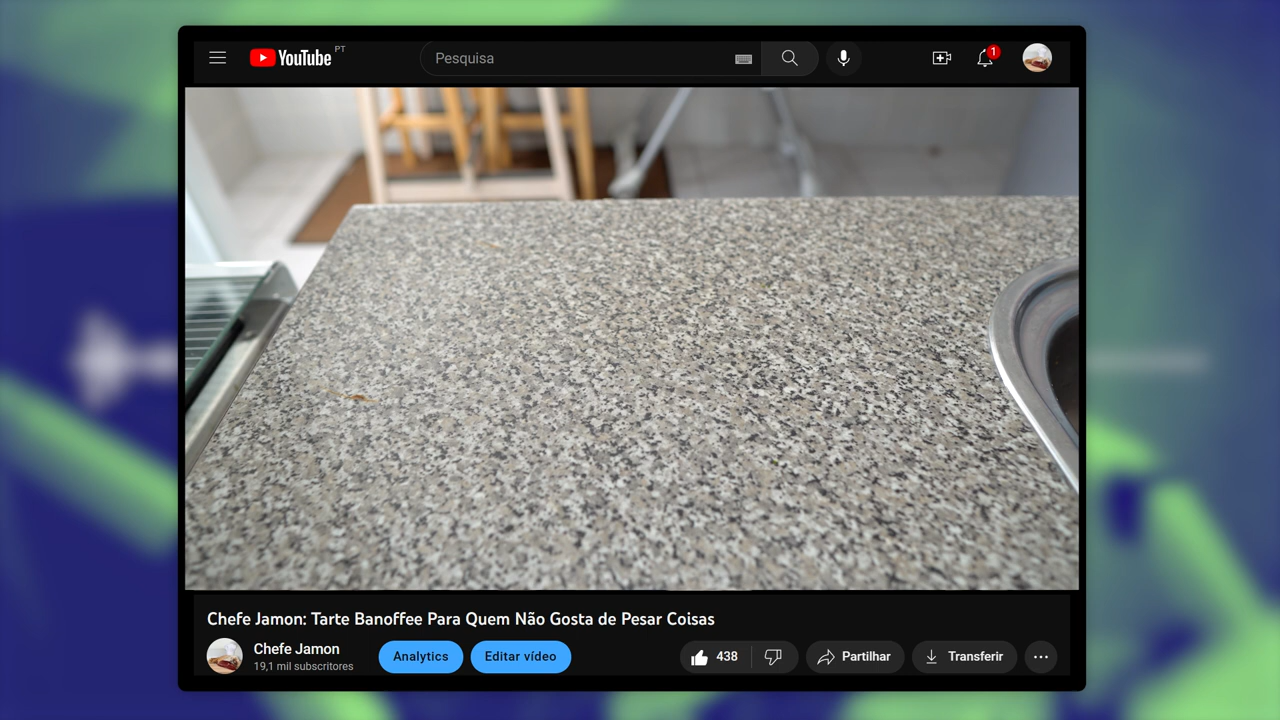 YouTube PT
Pesquisa
1
Chefe Jamon: Tarte Banoffee Para Quem Não Gosta de Pesar Coisas
Chefe Jamon
19,1 mil subscritores
Analytics
Editar vídeo
438
Partilhar
Transferir